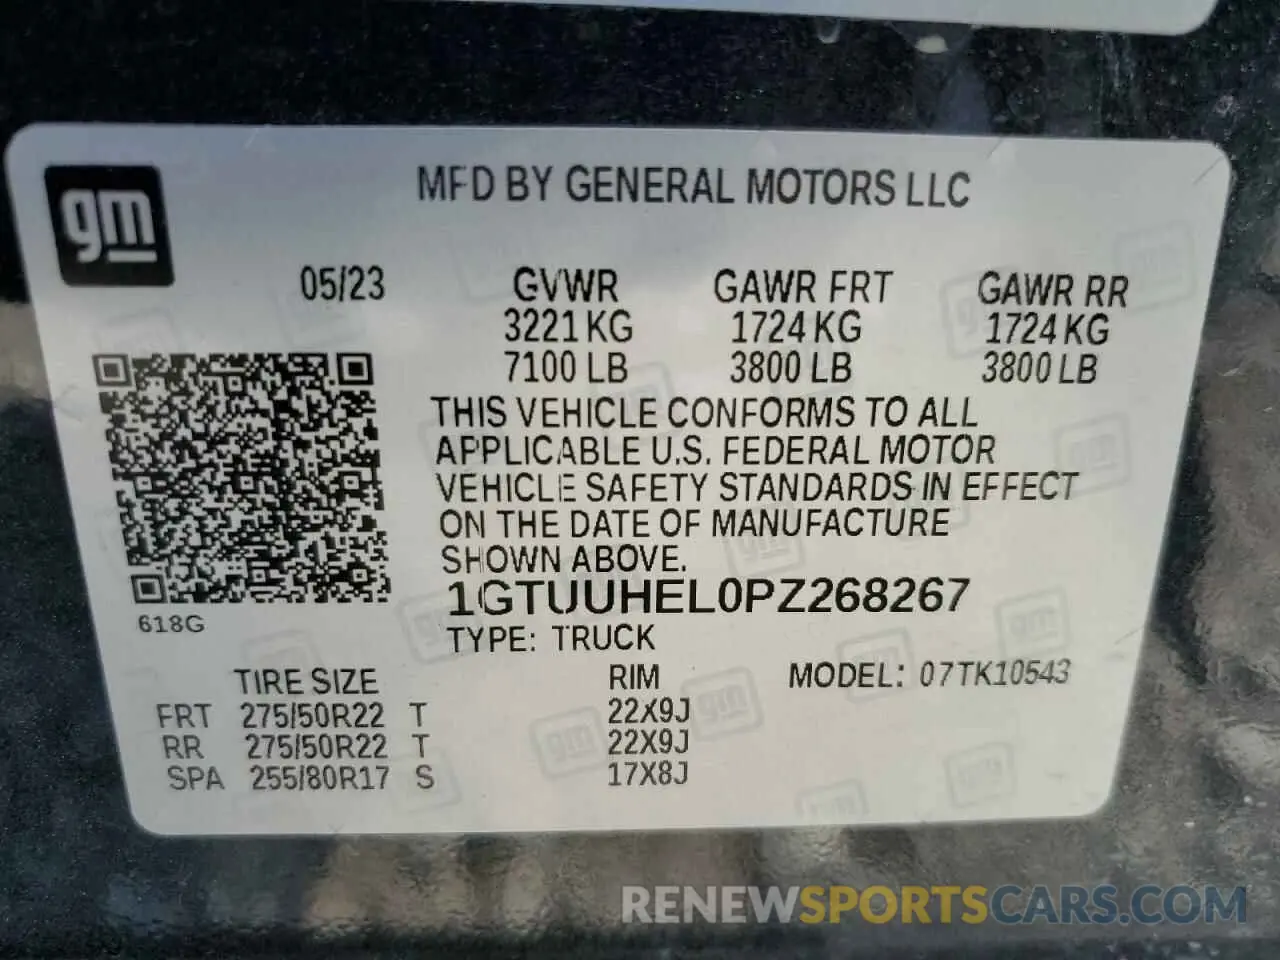 gm
MFD BY GENERAL MOTORS LLC
05/23 GVWR GAWR FRT GAWR RR
3221 KG 1724 KG 1724 KG
7100 LB 3800 LB 3800 LB
THIS VEHICLE CONFORMS TO ALL
APPLICABLE U.S. FEDERAL MOTOR
VEHICLE SAFETY STANDARDS IN EFFECT
ON THE DATE OF MANUFACTURE
SHOWN ABOVE.
1GTUUHEL0PZ268267
618G
TYPE: TRUCK
TIRE SIZE RIM MODEL: 07TK10543
FRT 275/50R22 T 22X9J
RR 275/50R22 T 22X9J
SPA 255/80R17 S 17X8J
RENEWSPORTSCARS.COM